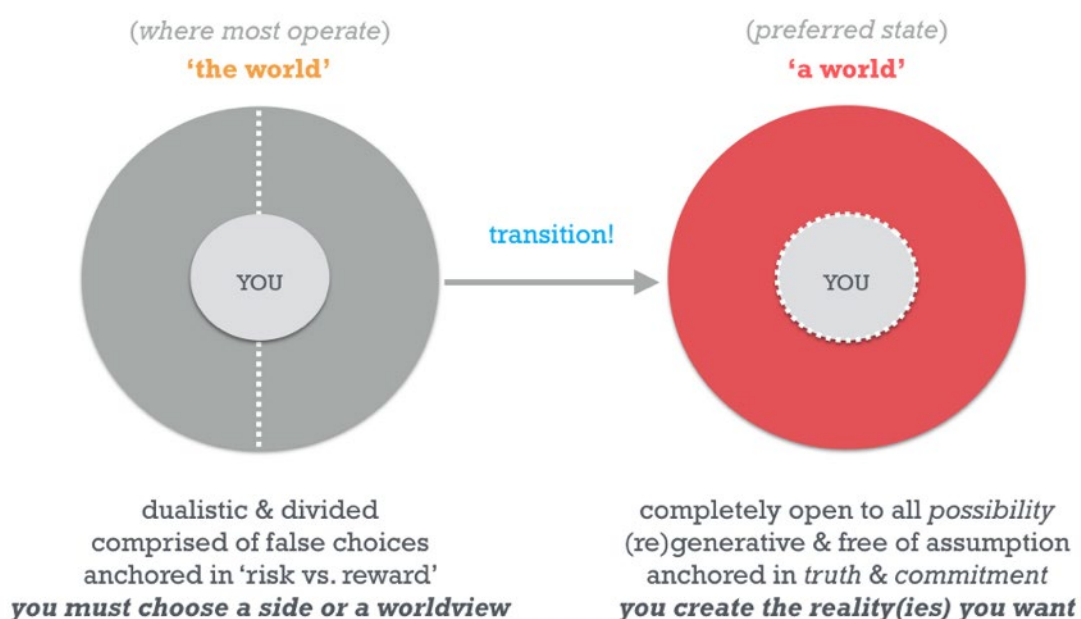 (where most operate)
‘the world’
YOU
dualistic & divided
comprised of false choices
anchored in ‘risk vs. reward’
you must choose a side or a worldview
transition!
(preferred state)
‘a world’
YOU
completely open to all possibility
(re)generative & free of assumption
anchored in truth & commitment
you create the reality(ies) you want